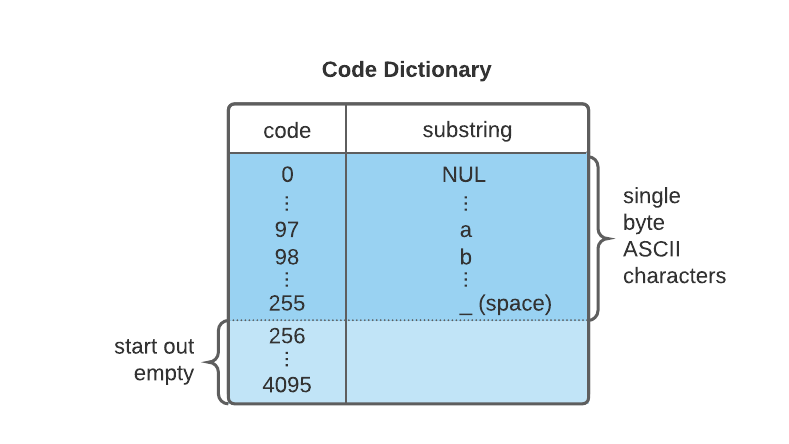 Code Dictionary
code substring
0 NUL
⋮ ⋮
97 a
98 b
⋮ ⋮
255 _ (space)
256
⋮
4095
single
byte
ASCII
characters
start out
empty